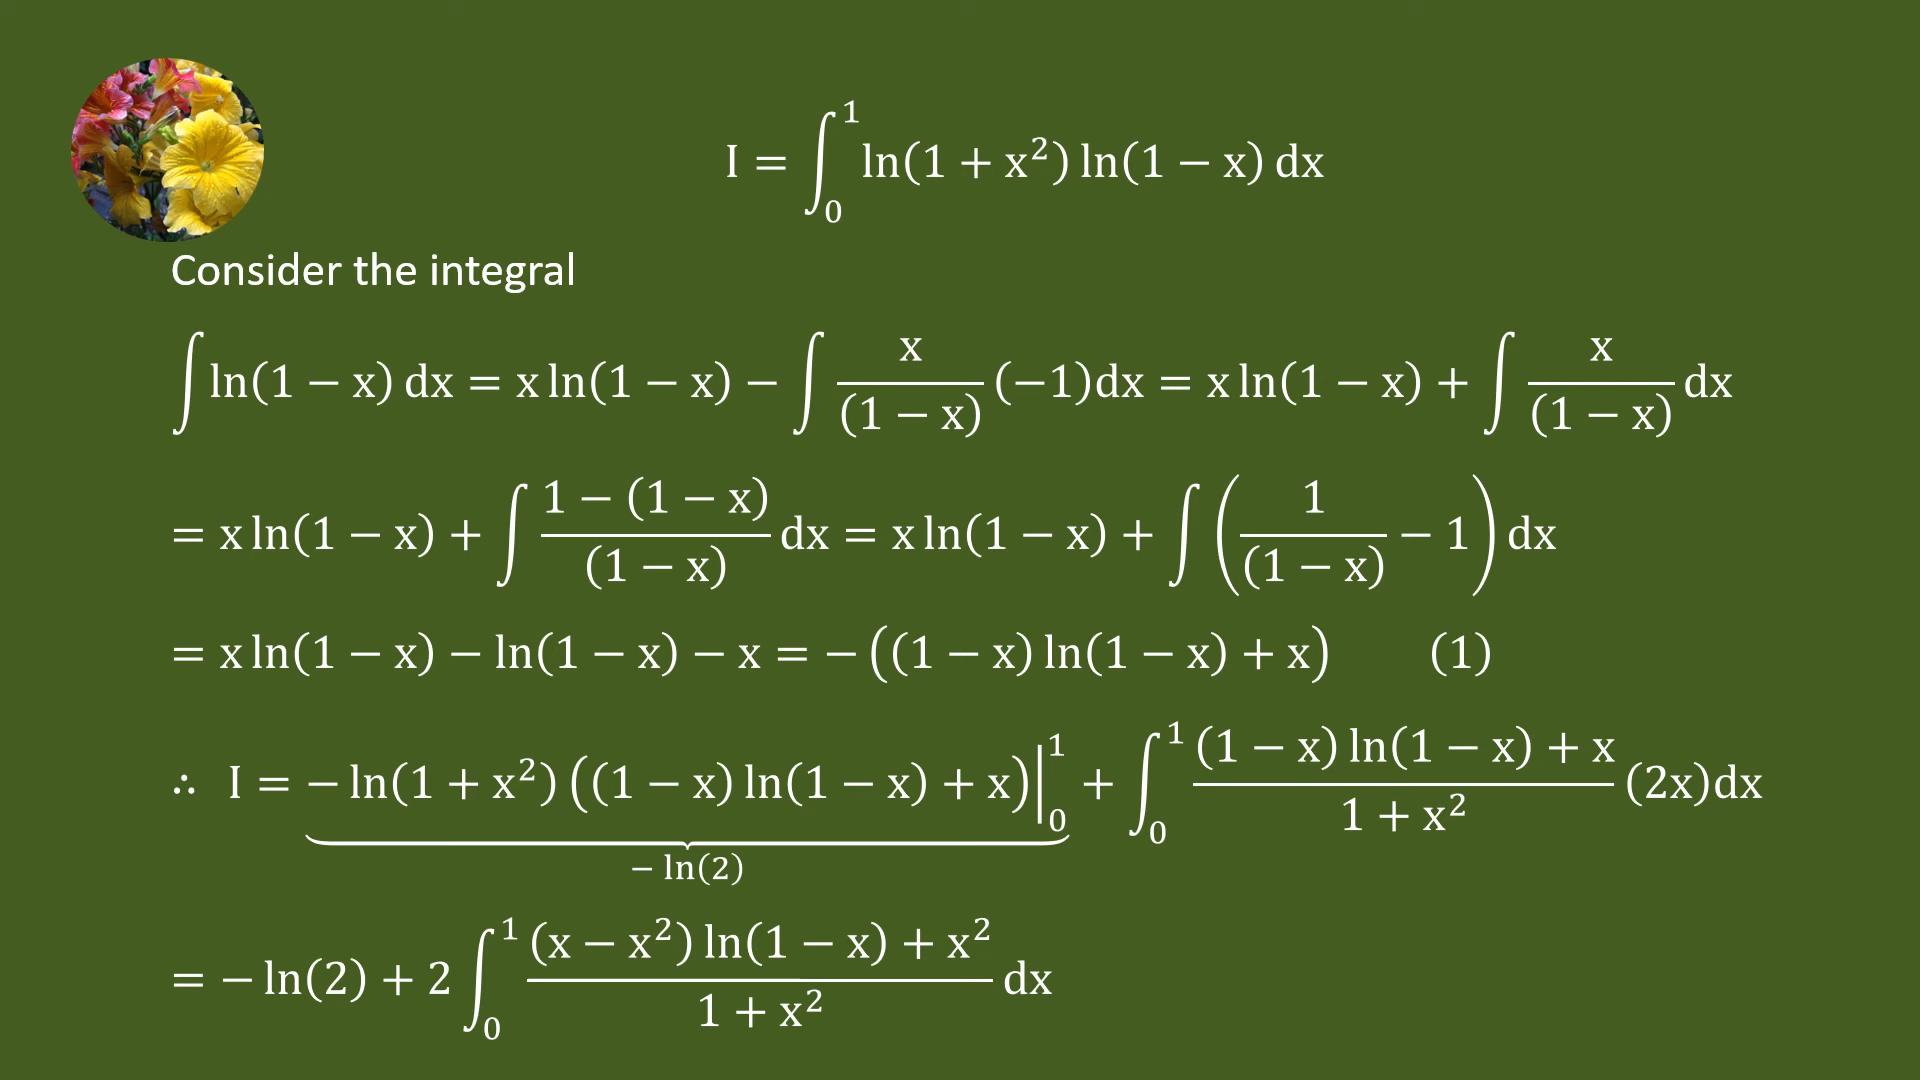 I = ∫₀¹ ln(1 + x²) ln(1 − x) dx
Consider the integral
∫ ln(1 − x) dx = x ln(1 − x) − ∫ x/(1 − x) (−1)dx = x ln(1 − x) + ∫ x/(1 − x) dx
= x ln(1 − x) + ∫ (1 − (1 − x))/(1 − x) dx = x ln(1 − x) + ∫ (1/(1 − x) − 1) dx
= x ln(1 − x) − ln(1 − x) − x = −((1 − x) ln(1 − x) + x) (1)
∴ I = − ln(1 + x²) ((1 − x) ln(1 − x) + x)|₀¹ + ∫₀¹ ((1 − x) ln(1 − x) + x)/(1 + x²) (2x)dx
− ln(2)
= − ln(2) + 2 ∫₀¹ ((x − x²) ln(1 − x) + x²)/(1 + x²) dx